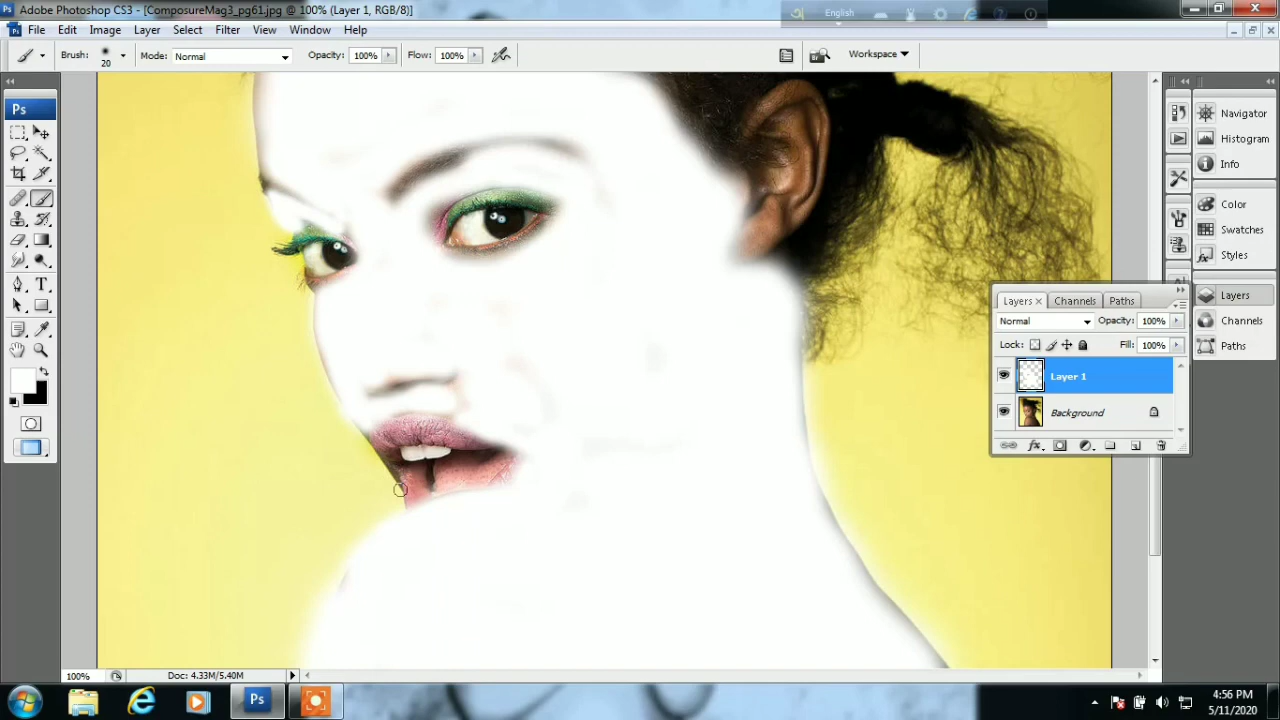 Ps Adobe Photoshop CS3 - [ComposureMag3_pg61.jpg @ 100% (Layer 1, RGB/8)]
English
File Edit Image Layer Select Filter View Window Help
Brush: 20 Mode: Normal Opacity: 100% Flow: 100% Workspace
Ps
Navigator
Histogram
Info
Color
Swatches
Styles
Layers
Channels
Paths
Layers × Channels Paths
Normal Opacity: 100%
Lock: Fill: 100%
Layer 1
Background
100% Doc: 4.33M/5.40M
Ps
4:56 PM
5/11/2020